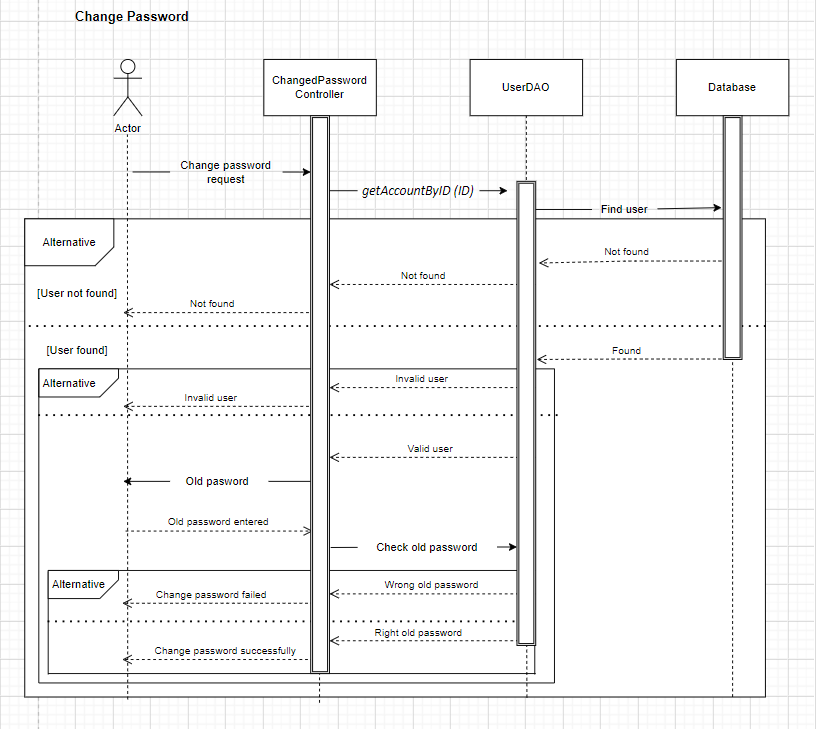 Change Password
ChangedPassword
Controller
UserDAO
Database
Actor
Change password
request
getAccountByID (ID)
Find user
Alternative
Not found
Not found
[User not found]
Not found
[User found]
Found
Alternative
Invalid user
Invalid user
Valid user
Old pasword
Old password entered
Check old password
Alternative
Wrong old password
Change password failed
Right old password
Change password successfully